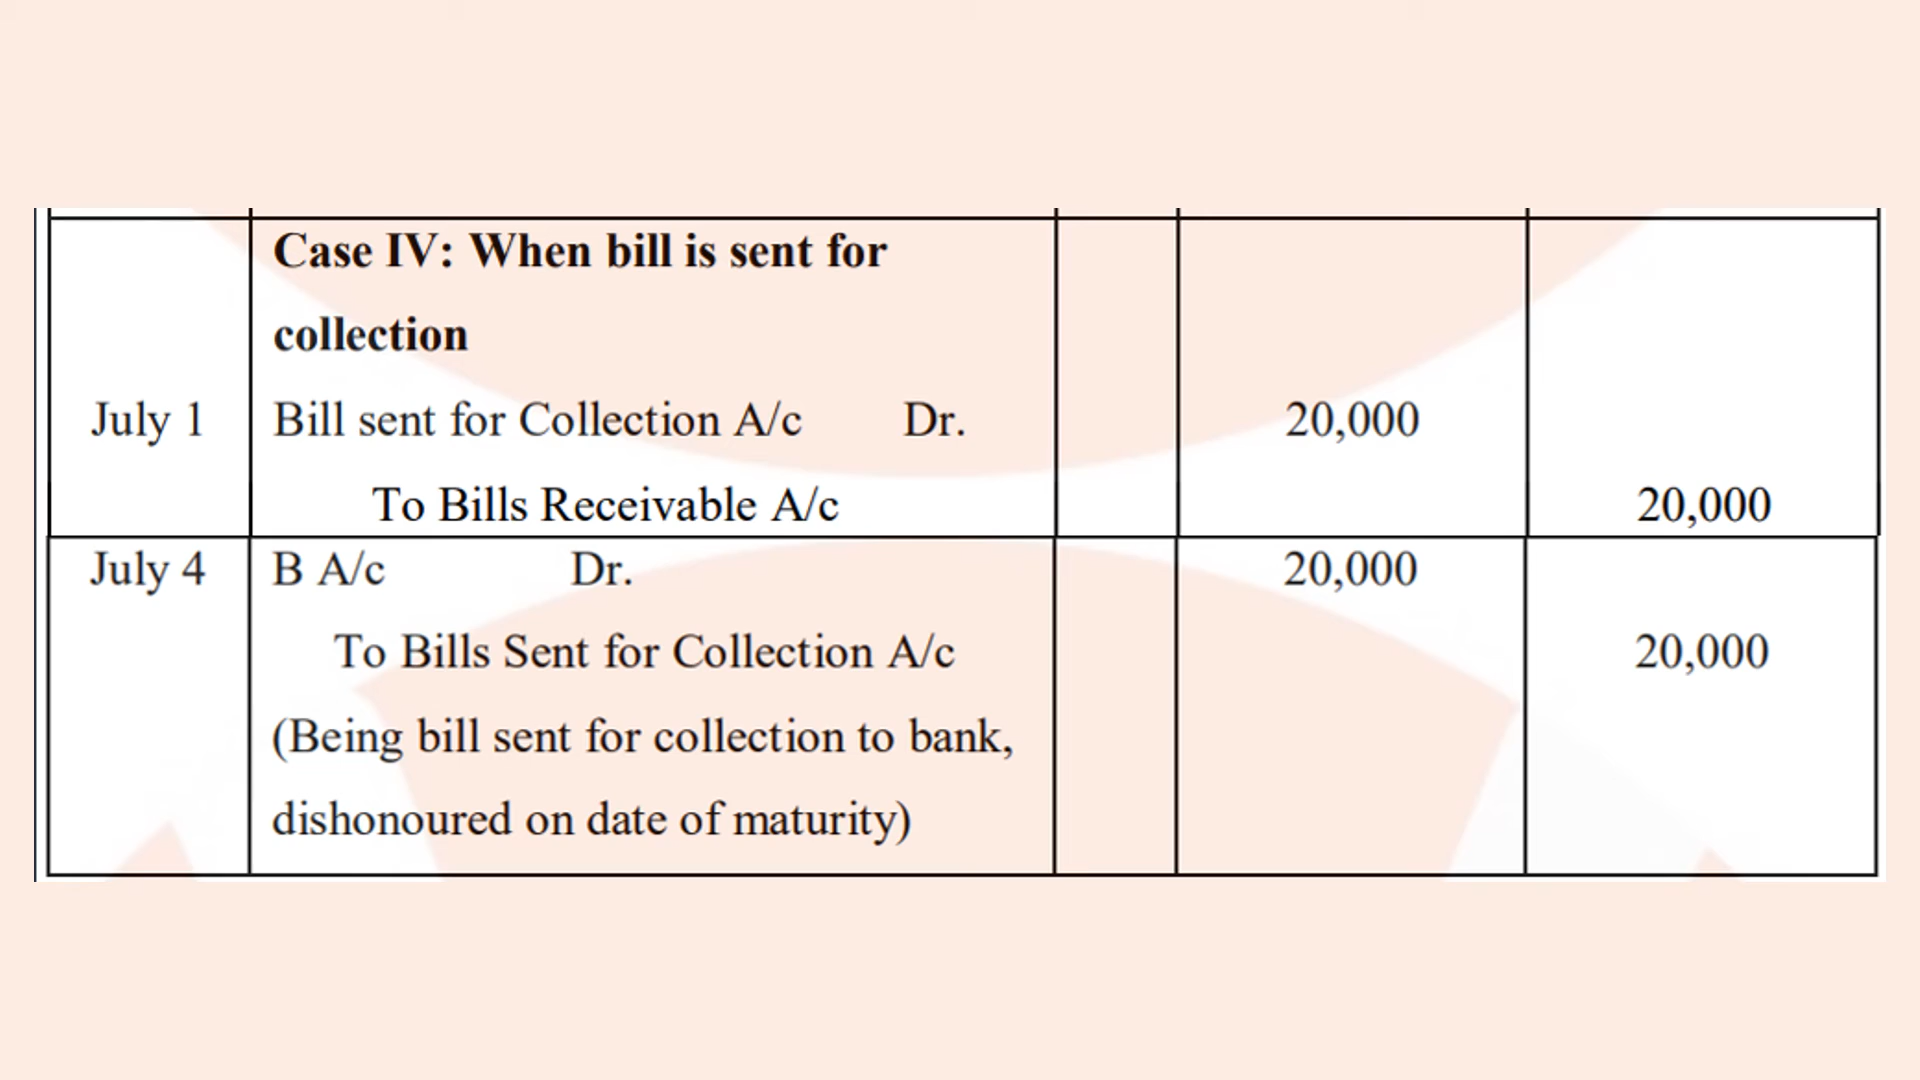 Case IV: When bill is sent for
collection
July 1 Bill sent for Collection A/c Dr. 20,000
To Bills Receivable A/c 20,000
July 4 B A/c Dr. 20,000
To Bills Sent for Collection A/c 20,000
(Being bill sent for collection to bank,
dishonoured on date of maturity)